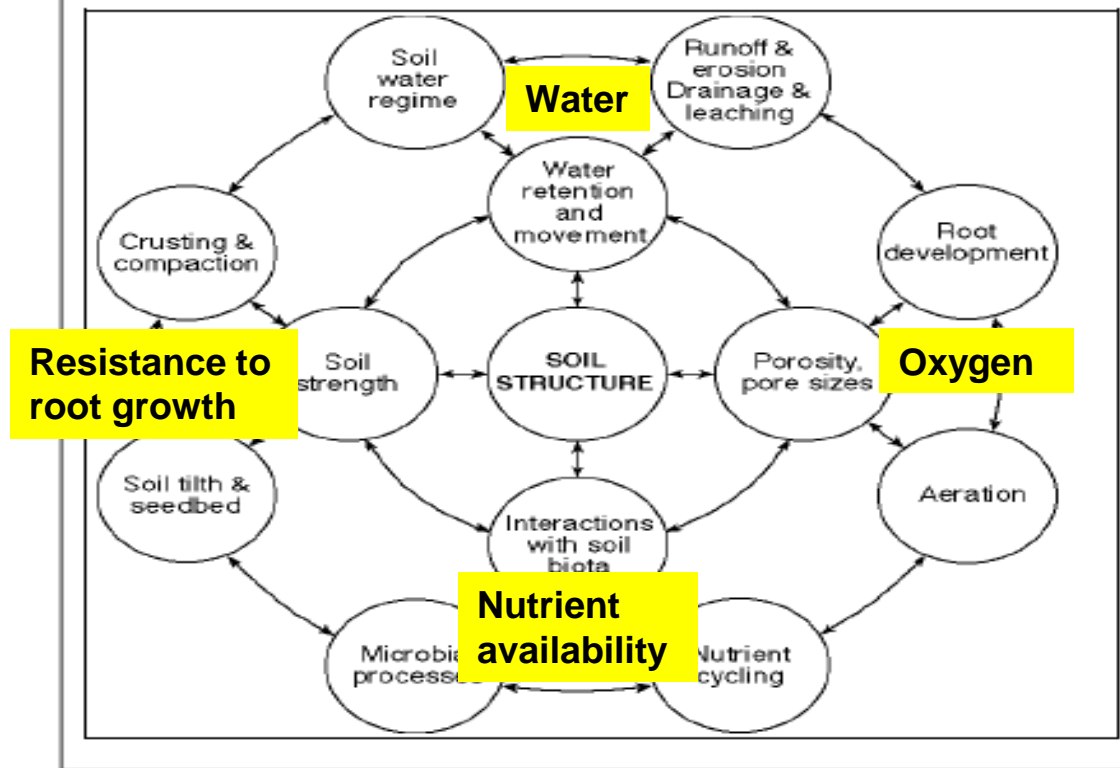 Soil
water
regime
Runoff &
erosion
Drainage &
leaching
Water
Water
retention
and
movement
Crusting &
compaction
Root
development
Resistance to
root growth
Soil
strength
SOIL
STRUCTURE
Porosity,
pore sizes
Oxygen
Soil tilth &
seedbed
Interactions
with soil
biota
Aeration
Nutrient
availability
Microbia
processes
Nutrient
cycling